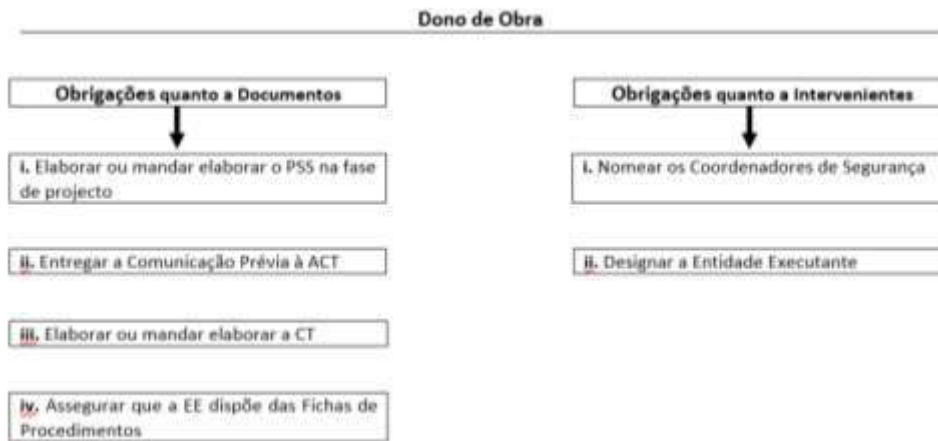 Dono de Obra
Obrigações quanto a Documentos
i. Elaborar ou mandar elaborar o PSS na fase
de projecto
ii. Entregar a Comunicação Prévia à ACT
iii. Elaborar ou mandar elaborar a CT
iv. Assegurar que a EE dispõe das Fichas de
Procedimentos
Obrigações quanto a Intervenientes
i. Nomear os Coordenadores de Segurança
ii. Designar a Entidade Executante